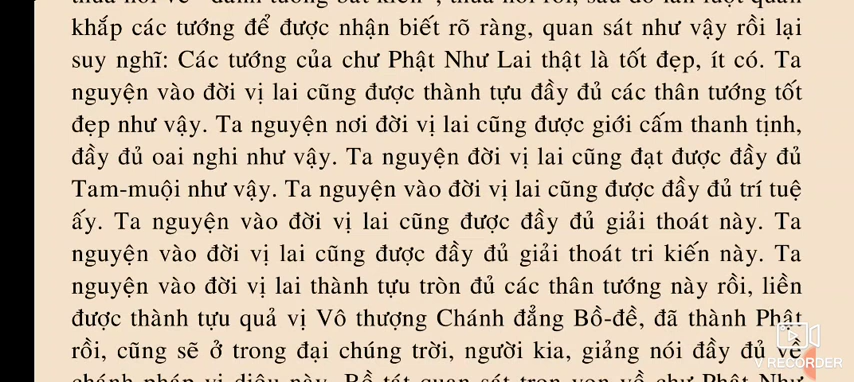 khắp các tướng để được nhận biết rõ ràng, quan sát như vậy rồi lại
suy nghĩ: Các tướng của chư Phật Như Lai thật là tốt đẹp, ít có. Ta
nguyện vào đời vị lai cũng được thành tựu đầy đủ các thân tướng tốt
đẹp như vậy. Ta nguyện nơi đời vị lai cũng được giới cấm thanh tịnh,
đầy đủ oai nghi như vậy. Ta nguyện đời vị lai cũng đạt được đầy đủ
Tam-muội như vậy. Ta nguyện vào đời vị lai cũng được đầy đủ trí tuệ
ấy. Ta nguyện vào đời vị lai cũng được đầy đủ giải thoát này. Ta
nguyện vào đời vị lai cũng được đầy đủ giải thoát tri kiến này. Ta
nguyện vào đời vị lai thành tựu tròn đủ các thân tướng này rồi, liền
được thành tựu quả vị Vô thượng Chánh đẳng Bồ-đề, đã thành Phật
rồi, cũng sẽ ở trong đại chúng trời, người kia, giảng nói đầy đủ về
V RECORDER